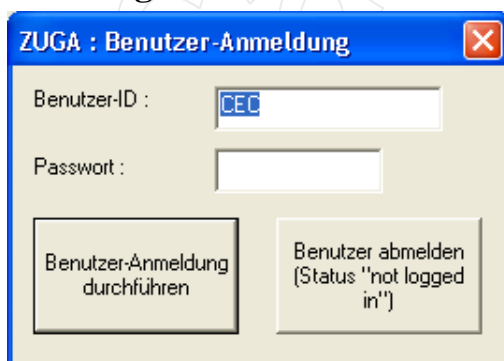 ZUGA : Benutzer-Anmeldung
Benutzer-ID :
CEC
Passwort :
Benutzer-Anmeldung
durchführen
Benutzer abmelden
(Status "not logged
in")